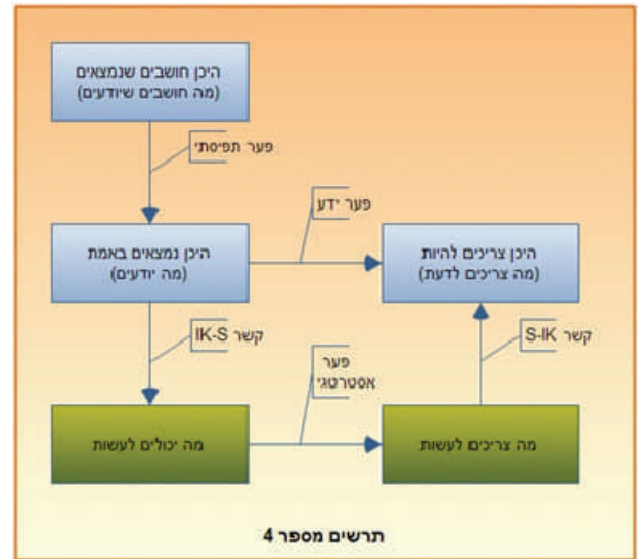 היכן חושבים שנמצאים
(מה חושבים שיודעים)
פער תפיסתי
פער ידע
היכן נמצאים באמת
(מה יודעים)
היכן צריכים להיות
(מה צריכים לדעת)
קשר IK-S
קשר S-IK
פער
אסטרטגי
מה יכולים לעשות
מה צריכים לעשות
תרשים מספר 4